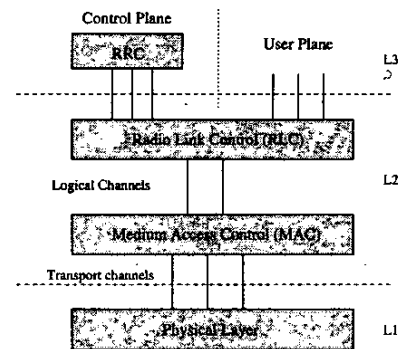 Control Plane
User Plane
RRC
L3
Radio Link Control (RLC)
Logical Channels
L2
Medium Access Control (MAC)
Transport channels
Physical Layer
L1